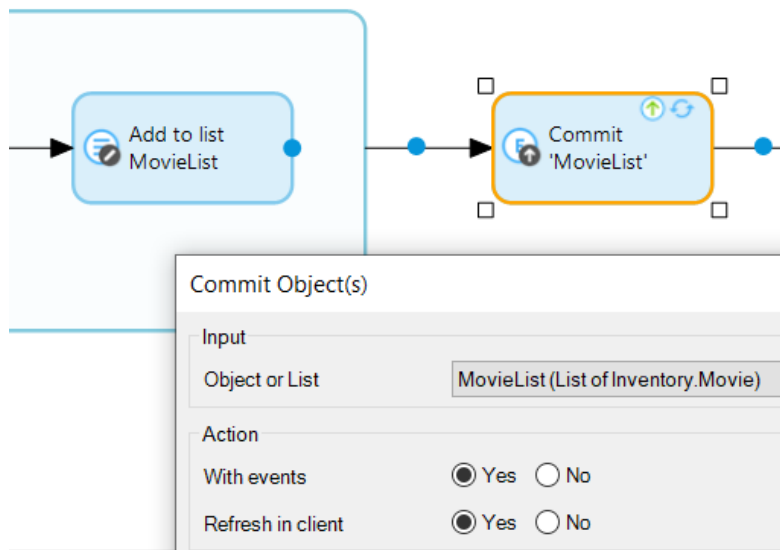 Add to list
MovieList
Commit
'MovieList'
Commit Object(s)
Input
Object or List MovieList (List of Inventory.Movie)
Action
With events Yes No
Refresh in client Yes No